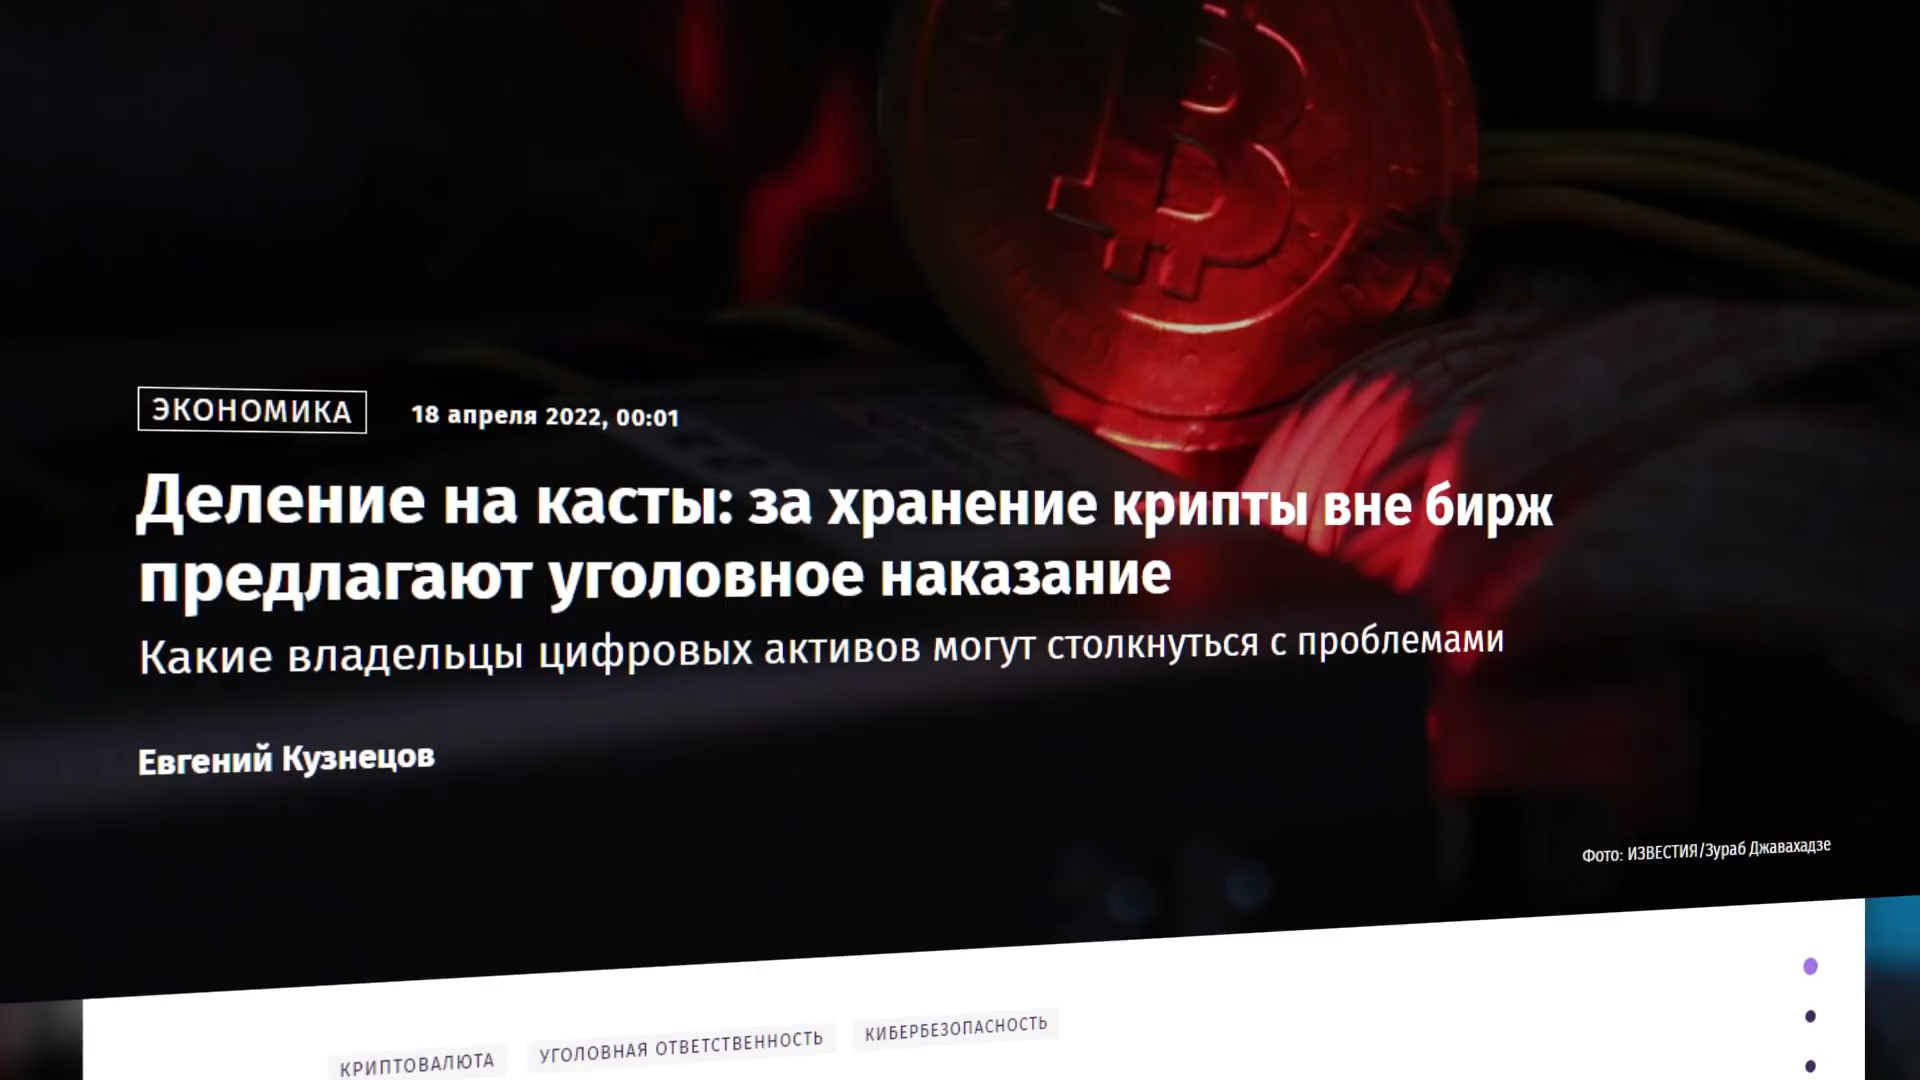 ЭКОНОМИКА
18 апреля 2022, 00:01
Деление на касты: за хранение крипты вне бирж
предлагают уголовное наказание
Какие владельцы цифровых активов могут столкнуться с проблемами
Евгений Кузнецов
Фото: ИЗВЕСТИЯ/Зураб Джавахадзе
КРИПТОВАЛЮТА
УГОЛОВНАЯ ОТВЕТСТВЕННОСТЬ
КИБЕРБЕЗОПАСНОСТЬ